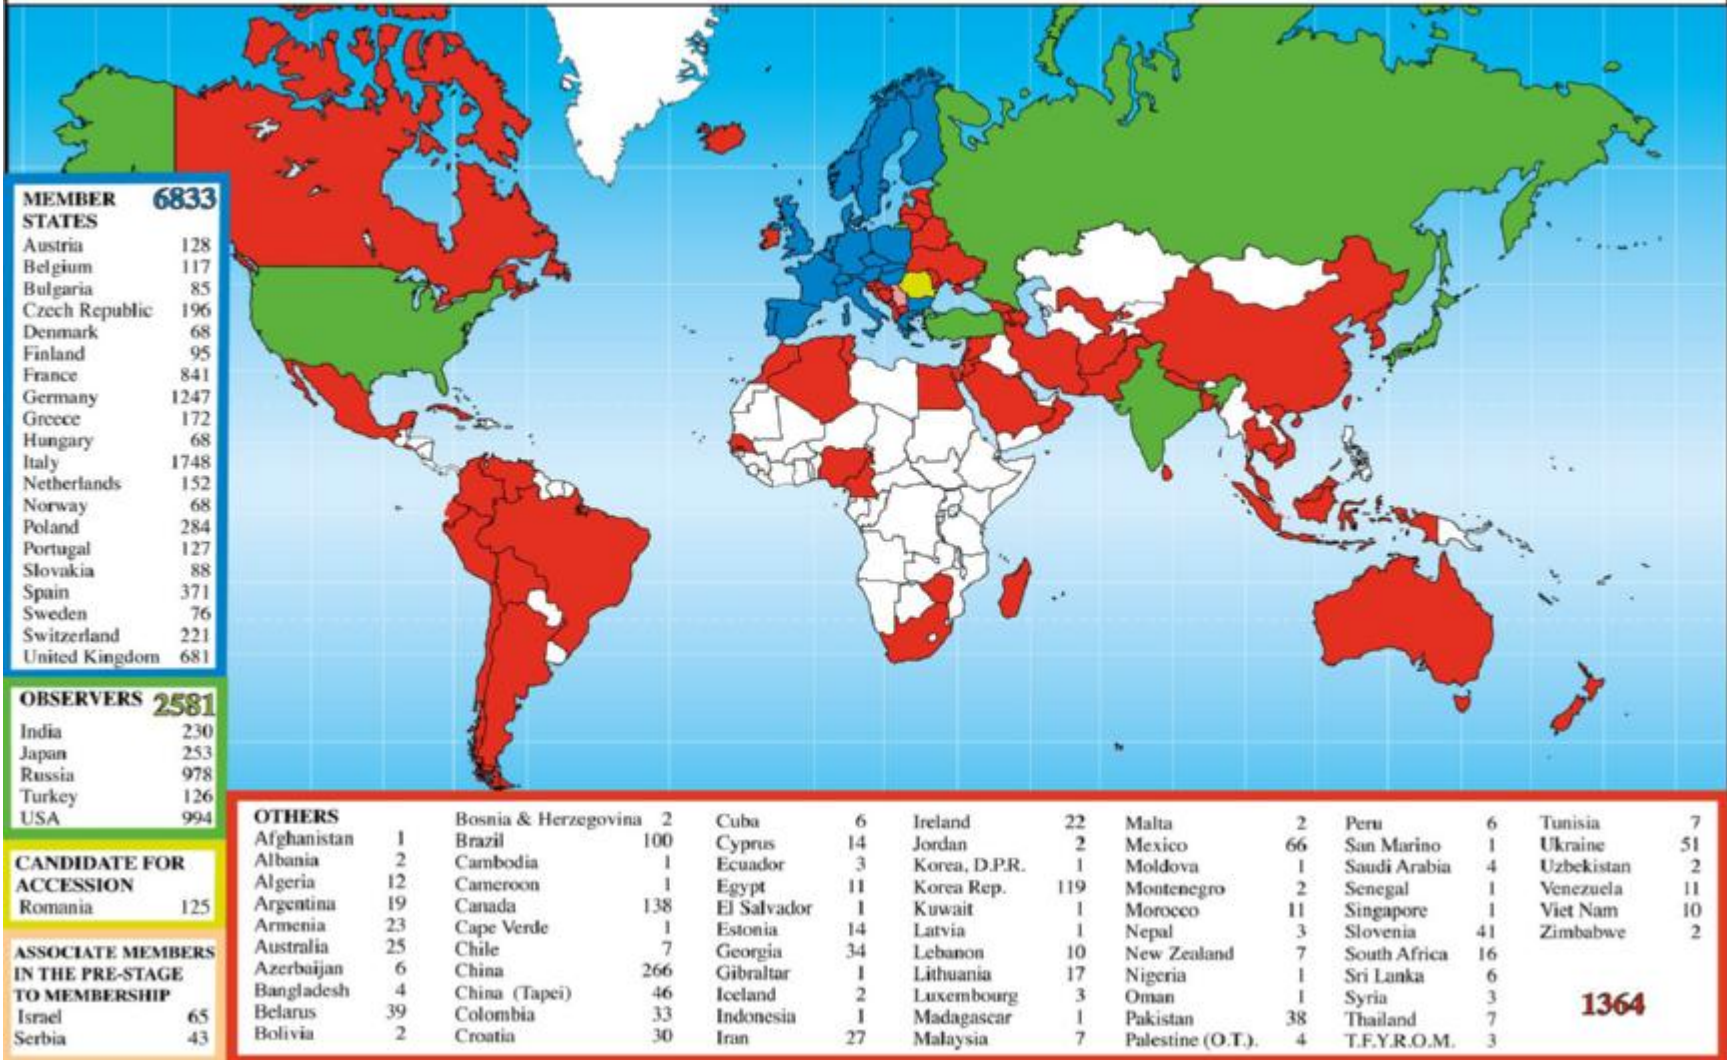 MEMBER 6833
STATES
Austria 128
Belgium 117
Bulgaria 85
Czech Republic 196
Denmark 68
Finland 95
France 841
Germany 1247
Greece 172
Hungary 68
Italy 1748
Netherlands 152
Norway 68
Poland 284
Portugal 127
Slovakia 88
Spain 371
Sweden 76
Switzerland 221
United Kingdom 681
OBSERVERS 2581
India 230
Japan 253
Russia 978
Turkey 126
USA 994
CANDIDATE FOR
ACCESSION
Romania 125
ASSOCIATE MEMBERS
IN THE PRE-STAGE
TO MEMBERSHIP
Israel 65
Serbia 43
OTHERS
Afghanistan 1
Albania 2
Algeria 12
Argentina 19
Armenia 23
Australia 25
Azerbaijan 6
Bangladesh 4
Belarus 39
Bolivia 2
Bosnia & Herzegovina 2
Brazil 100
Cambodia 1
Cameroon 1
Canada 138
Cape Verde 1
Chile 7
China 266
China (Tapei) 46
Colombia 33
Croatia 30
Cuba 6
Cyprus 14
Ecuador 3
Egypt 11
El Salvador 1
Estonia 14
Georgia 34
Gibraltar 1
Iceland 2
Indonesia 1
Iran 27
Ireland 22
Jordan 2
Korea, D.P.R. 1
Korea Rep. 119
Kuwait 1
Latvia 1
Lebanon 10
Lithuania 17
Luxembourg 3
Madagascar 1
Malaysia 7
Malta 2
Mexico 66
Moldova 1
Montenegro 2
Morocco 11
Nepal 3
New Zealand 7
Nigeria 1
Oman 1
Pakistan 38
Palestine (O.T.). 4
Peru 6
San Marino 1
Saudi Arabia 4
Senegal 1
Singapore 1
Slovenia 41
South Africa 16
Sri Lanka 6
Syria 3
Thailand 7
T.F.Y.R.O.M. 3
Tunisia 7
Ukraine 51
Uzbekistan 2
Venezuela 11
Viet Nam 10
Zimbabwe 2
1364